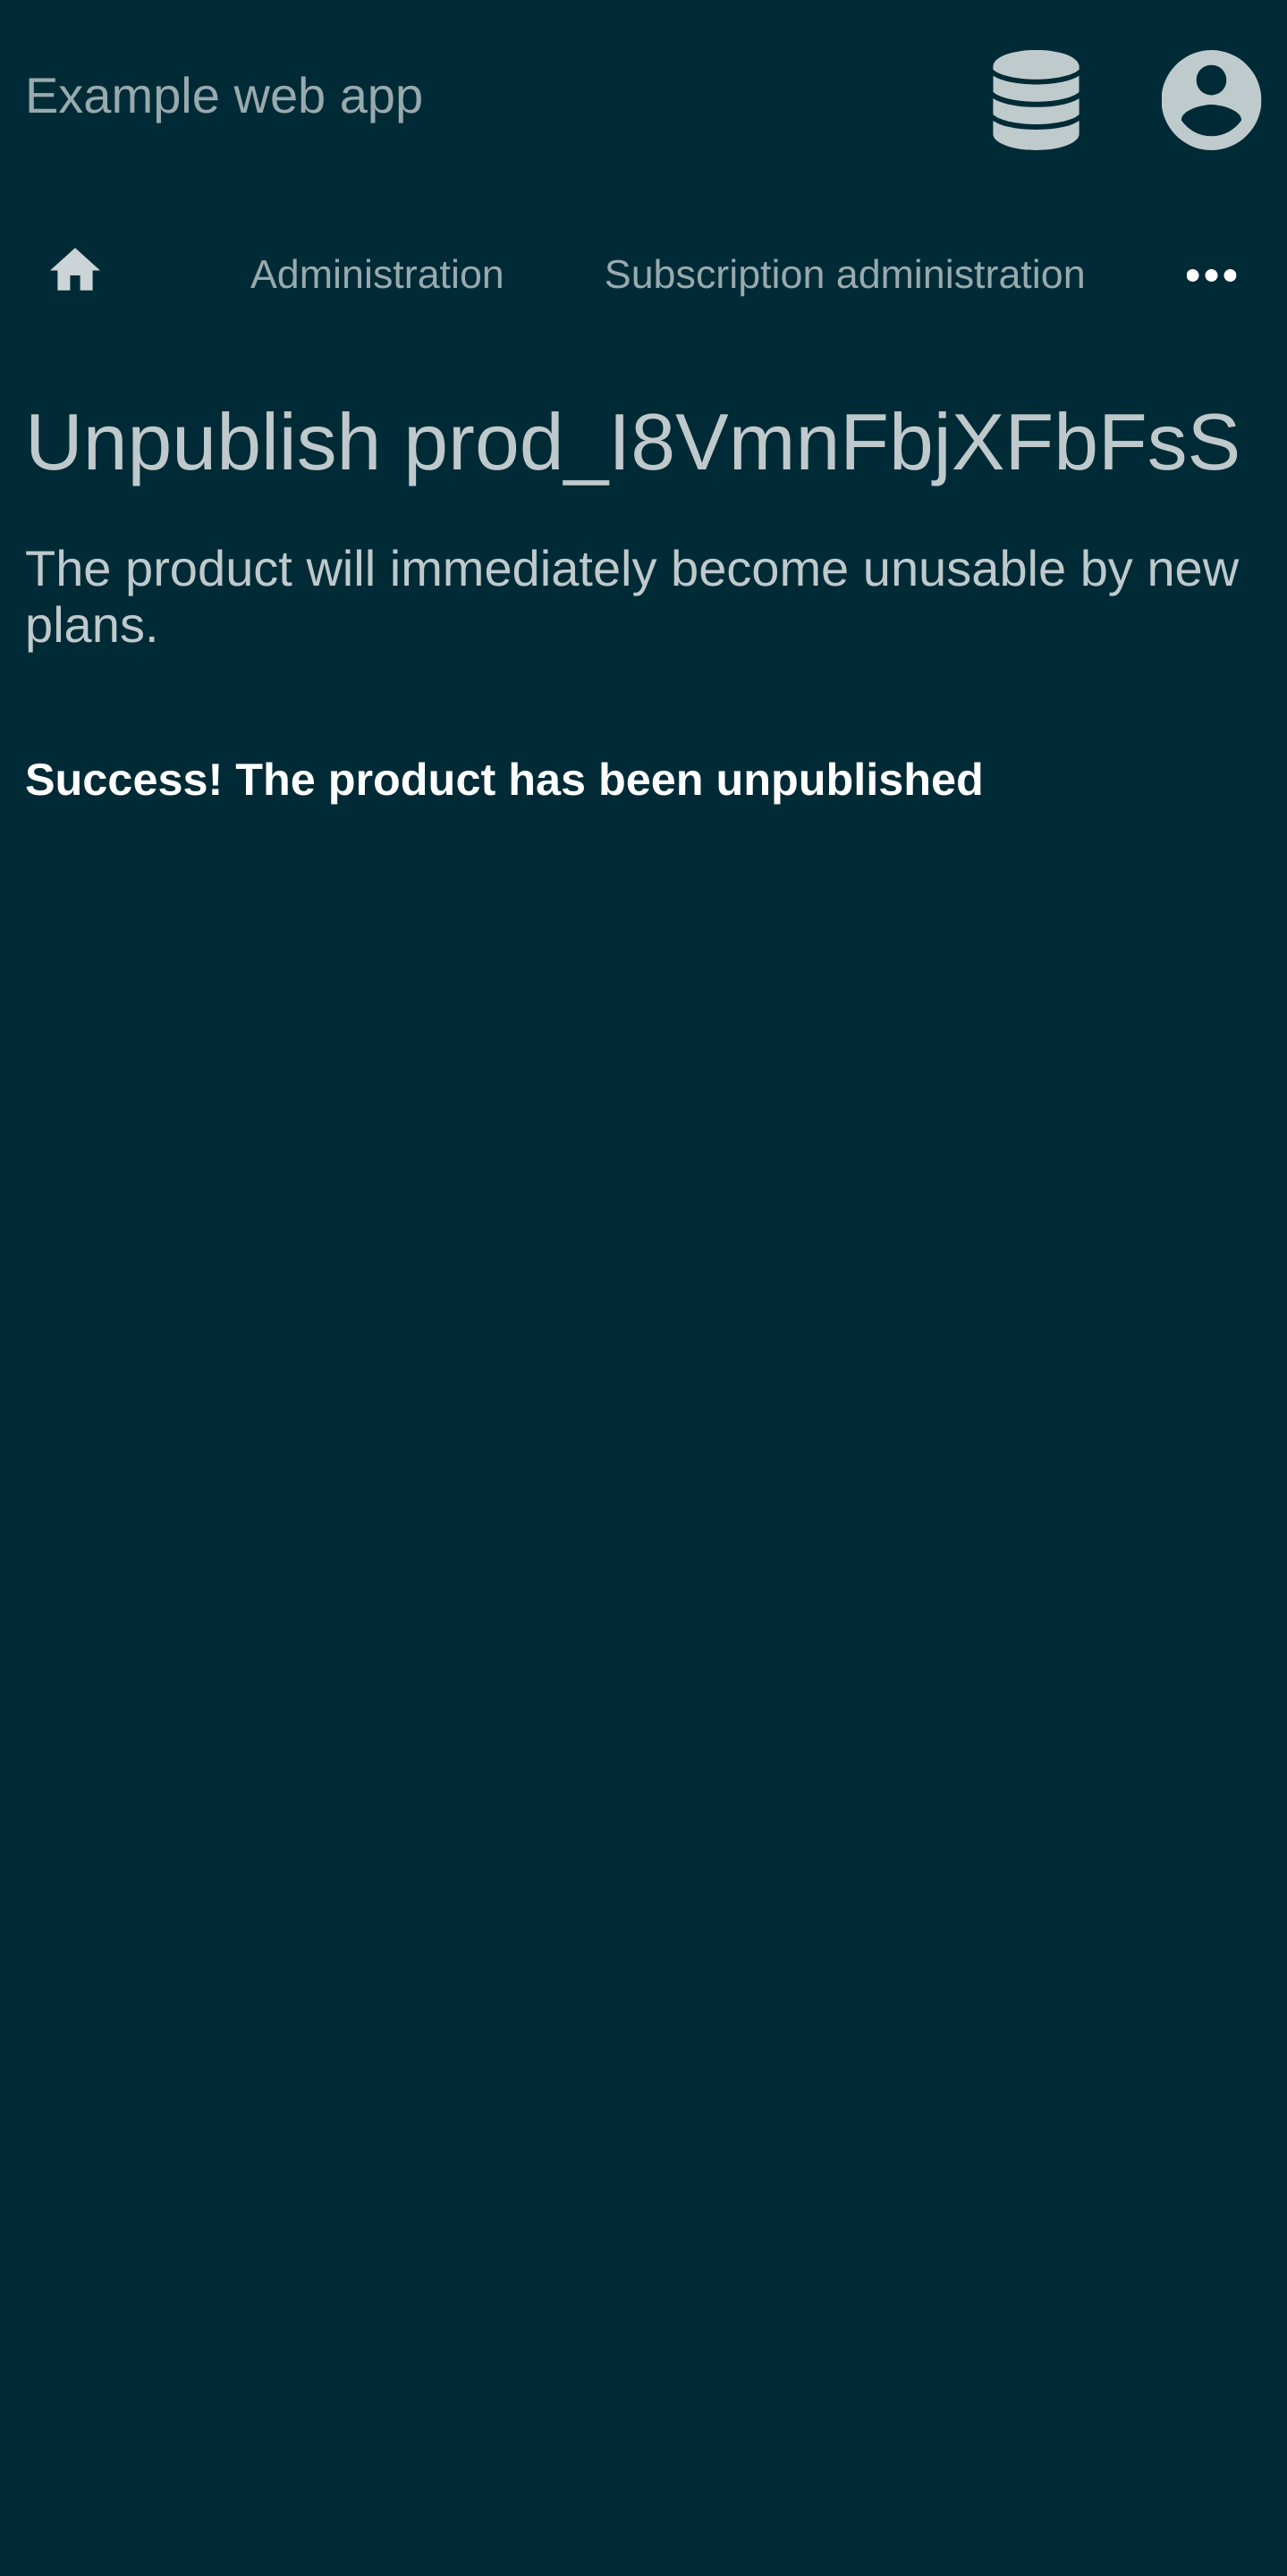 Example web app
Administration Subscription administration
Unpublish prod_I8VmnFbjXFbFsS
The product will immediately become unusable by new
plans.
Success! The product has been unpublished